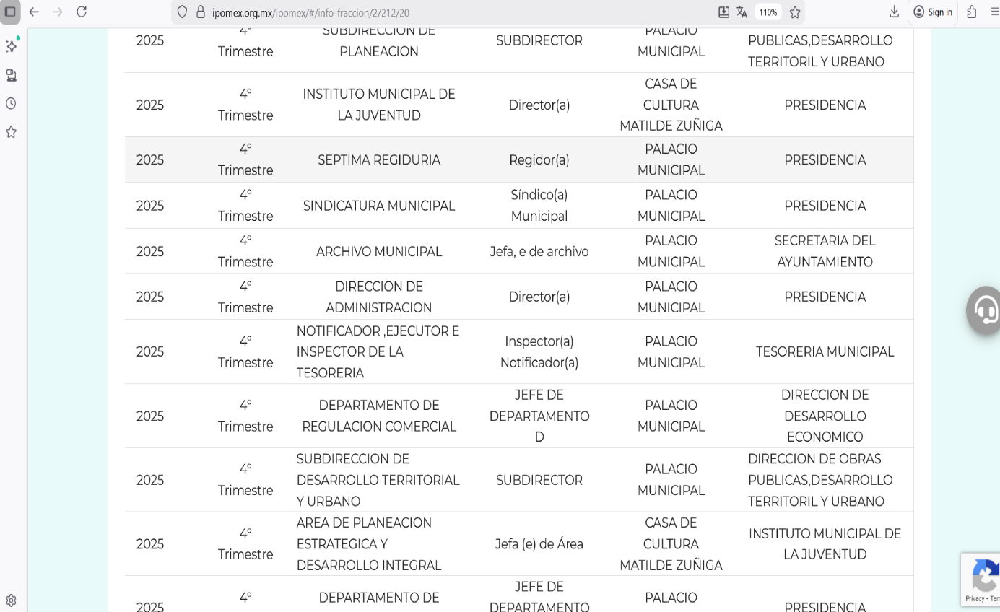 ipomex.org.mx/ipomex/#/info-fraccion/2/212/20
110%
Sign in
2025
4°
Trimestre
SUBDIRECCION DE
PLANEACION
SUBDIRECTOR
PALACIO
MUNICIPAL
PUBLICAS,DESARROLLO
TERRITORIL Y URBANO
2025
4°
Trimestre
INSTITUTO MUNICIPAL DE
LA JUVENTUD
Director(a)
CASA DE
CULTURA
MATILDE ZUÑIGA
PRESIDENCIA
2025
4°
Trimestre
SEPTIMA REGIDURIA
Regidor(a)
PALACIO
MUNICIPAL
PRESIDENCIA
2025
4°
Trimestre
SINDICATURA MUNICIPAL
Síndico(a)
Municipal
PALACIO
MUNICIPAL
PRESIDENCIA
2025
4°
Trimestre
ARCHIVO MUNICIPAL
Jefa, e de archivo
PALACIO
MUNICIPAL
SECRETARIA DEL
AYUNTAMIENTO
2025
4°
Trimestre
DIRECCION DE
ADMINISTRACION
Director(a)
PALACIO
MUNICIPAL
PRESIDENCIA
2025
4°
Trimestre
NOTIFICADOR ,EJECUTOR E
INSPECTOR DE LA
TESORERIA
Inspector(a)
Notificador(a)
PALACIO
MUNICIPAL
TESORERIA MUNICIPAL
2025
4°
Trimestre
DEPARTAMENTO DE
REGULACION COMERCIAL
JEFE DE
DEPARTAMENTO
D
PALACIO
MUNICIPAL
DIRECCION DE
DESARROLLO
ECONOMICO
2025
4°
Trimestre
SUBDIRECCION DE
DESARROLLO TERRITORIAL
Y URBANO
SUBDIRECTOR
PALACIO
MUNICIPAL
DIRECCION DE OBRAS
PUBLICAS,DESARROLLO
TERRITORIL Y URBANO
2025
4°
Trimestre
AREA DE PLANEACION
ESTRATEGICA Y
DESARROLLO INTEGRAL
Jefa (e) de Área
CASA DE
CULTURA
MATILDE ZUÑIGA
INSTITUTO MUNICIPAL DE
LA JUVENTUD
2025
4°
DEPARTAMENTO DE
JEFE DE
DEPARTAMENTO
PALACIO
PRESIDENCIA
Privacy - Ter